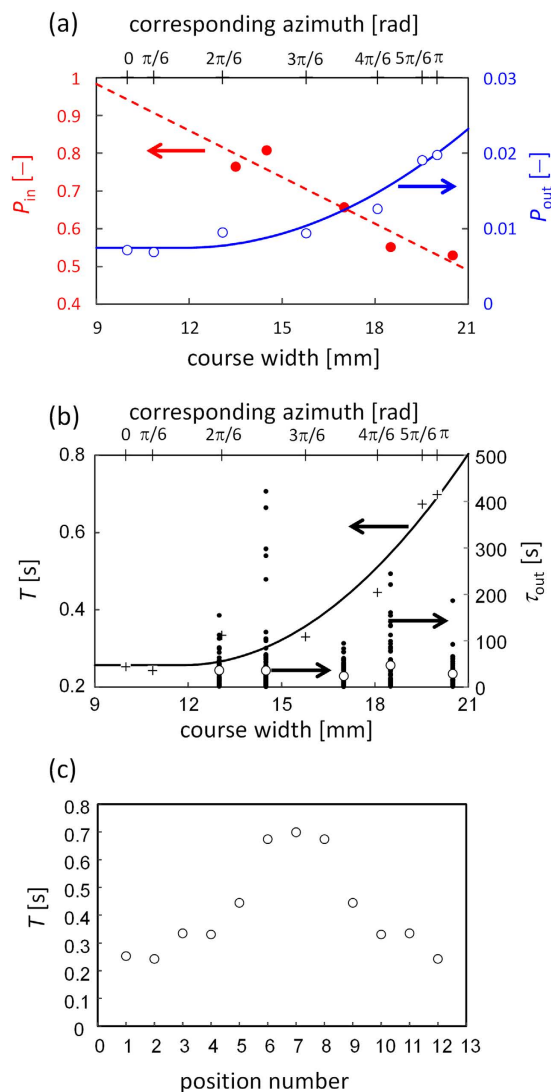 (a)
corresponding azimuth [rad]
0 π/6 2π/6 3π/6 4π/6 5π/6 π
1 0.03
0.9
0.8 0.02
0.7
0.6 0.01
0.5
0.4 0
P_in [−]
P_out [−]
9 12 15 18 21
course width [mm]
(b)
corresponding azimuth [rad]
0 π/6 2π/6 3π/6 4π/6 5π/6 π
0.8 500
400
0.6
300
200
0.4
100
0.2 0
T [s]
τ_out [s]
9 12 15 18 21
course width [mm]
(c)
0.8
0.7
0.6
0.5
0.4
0.3
0.2
0.1
0
T [s]
0 1 2 3 4 5 6 7 8 9 10 11 12 13
position number